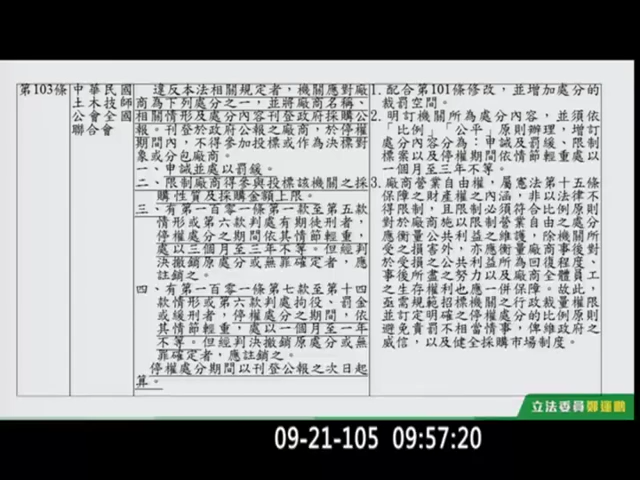 第103條
中華民國
土木技師
公會全國
聯合會
違反本法相關規定者，機關應對廠
商為下列處分之一，並將廠商名稱、
相關情形及處分內容刊登政府採購公
報。刊登於政府公報之廠商，於停權
期間內，不得參加投標或作為決標對
象或分包廠商。
一、申誡並處以罰鍰。
二、限制廠商得參與投標該機關之採
購性質及採購金額上限。
三、有第一百零一條第一款至第五款
情形或第六款判處有期徒刑者，
停權處分之期間依其情節輕重，
處以三個月至三年不等。但經判
決撤銷原處分或無罪確定者，應
註銷之。
四、有第一百零一條第七款至第十四
款情形或第六款判處拘役、罰金
或緩刑者，停權處分之期間，依
其情節輕重，處以一個月至一年
不等。但經判決撤銷原處分或無
罪確定者，應註銷之。
停權處分期間以刊登公報之次日起
算。
1. 配合第101條修改，並增加處分的
裁罰空間。
2. 明訂機關所為處分內容，並須依
「比例」「公平」原則辦理，增訂
處分內容分為：申誡及罰鍰、限制
標案以及停權期間依情節輕重處以
一個月至三年不等。
3. 廠商營業自由權，屬憲法第十五條
保障之財產權之內涵，非以法律不
得限制，且限制必須符合比例原則
對於廠商施以限制營業自由之處分
應衡量公共利益之維護，除機關所
受之損害外，亦應衡量廠商事後對
於受損之公共利益所為回復程度、
事後所盡之努力以及廠商全體員工
之生存權利也應一併保障。故此，
亟需規範招標機關之行政裁量權限
並訂定明確之停權處分的比例原則
避免責罰不相當情事，俾維政府之
威信，以及健全採購市場制度。
立法委員鄭運鵬
09-21-105 09:57:20